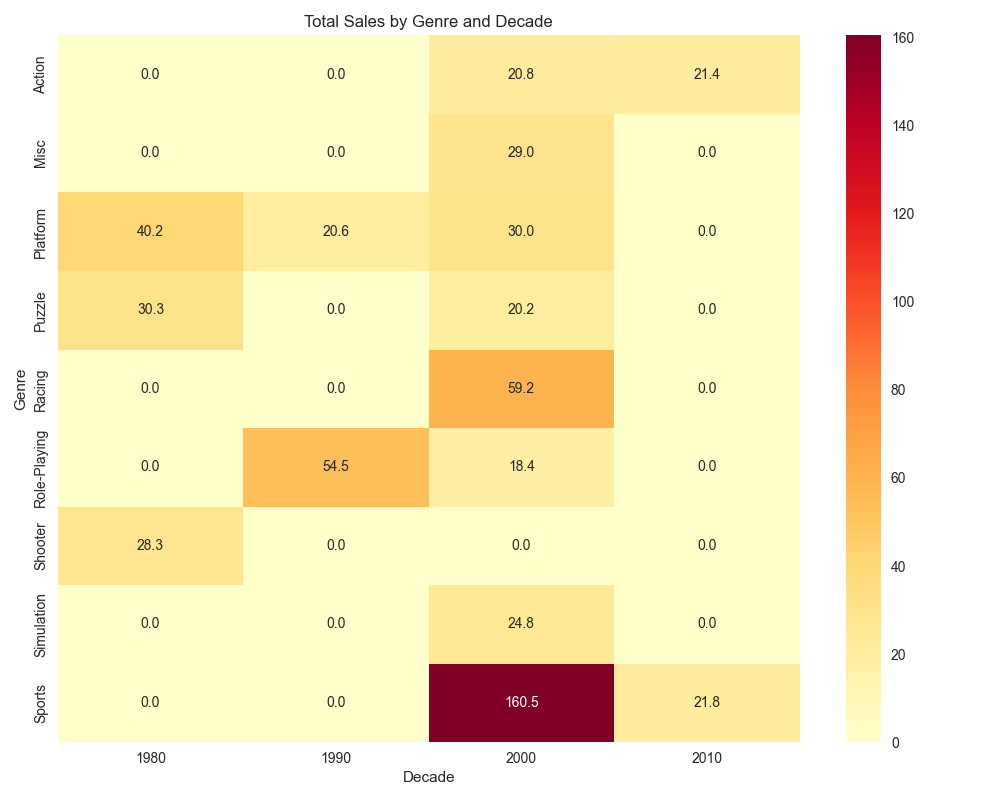 Total Sales by Genre and Decade
Genre
Action 0.0 0.0 20.8 21.4
Misc 0.0 0.0 29.0 0.0
Platform 40.2 20.6 30.0 0.0
Puzzle 30.3 0.0 20.2 0.0
Racing 0.0 0.0 59.2 0.0
Role-Playing 0.0 54.5 18.4 0.0
Shooter 28.3 0.0 0.0 0.0
Simulation 0.0 0.0 24.8 0.0
Sports 0.0 0.0 160.5 21.8
1980 1990 2000 2010
Decade
160
140
120
100
80
60
40
20
0